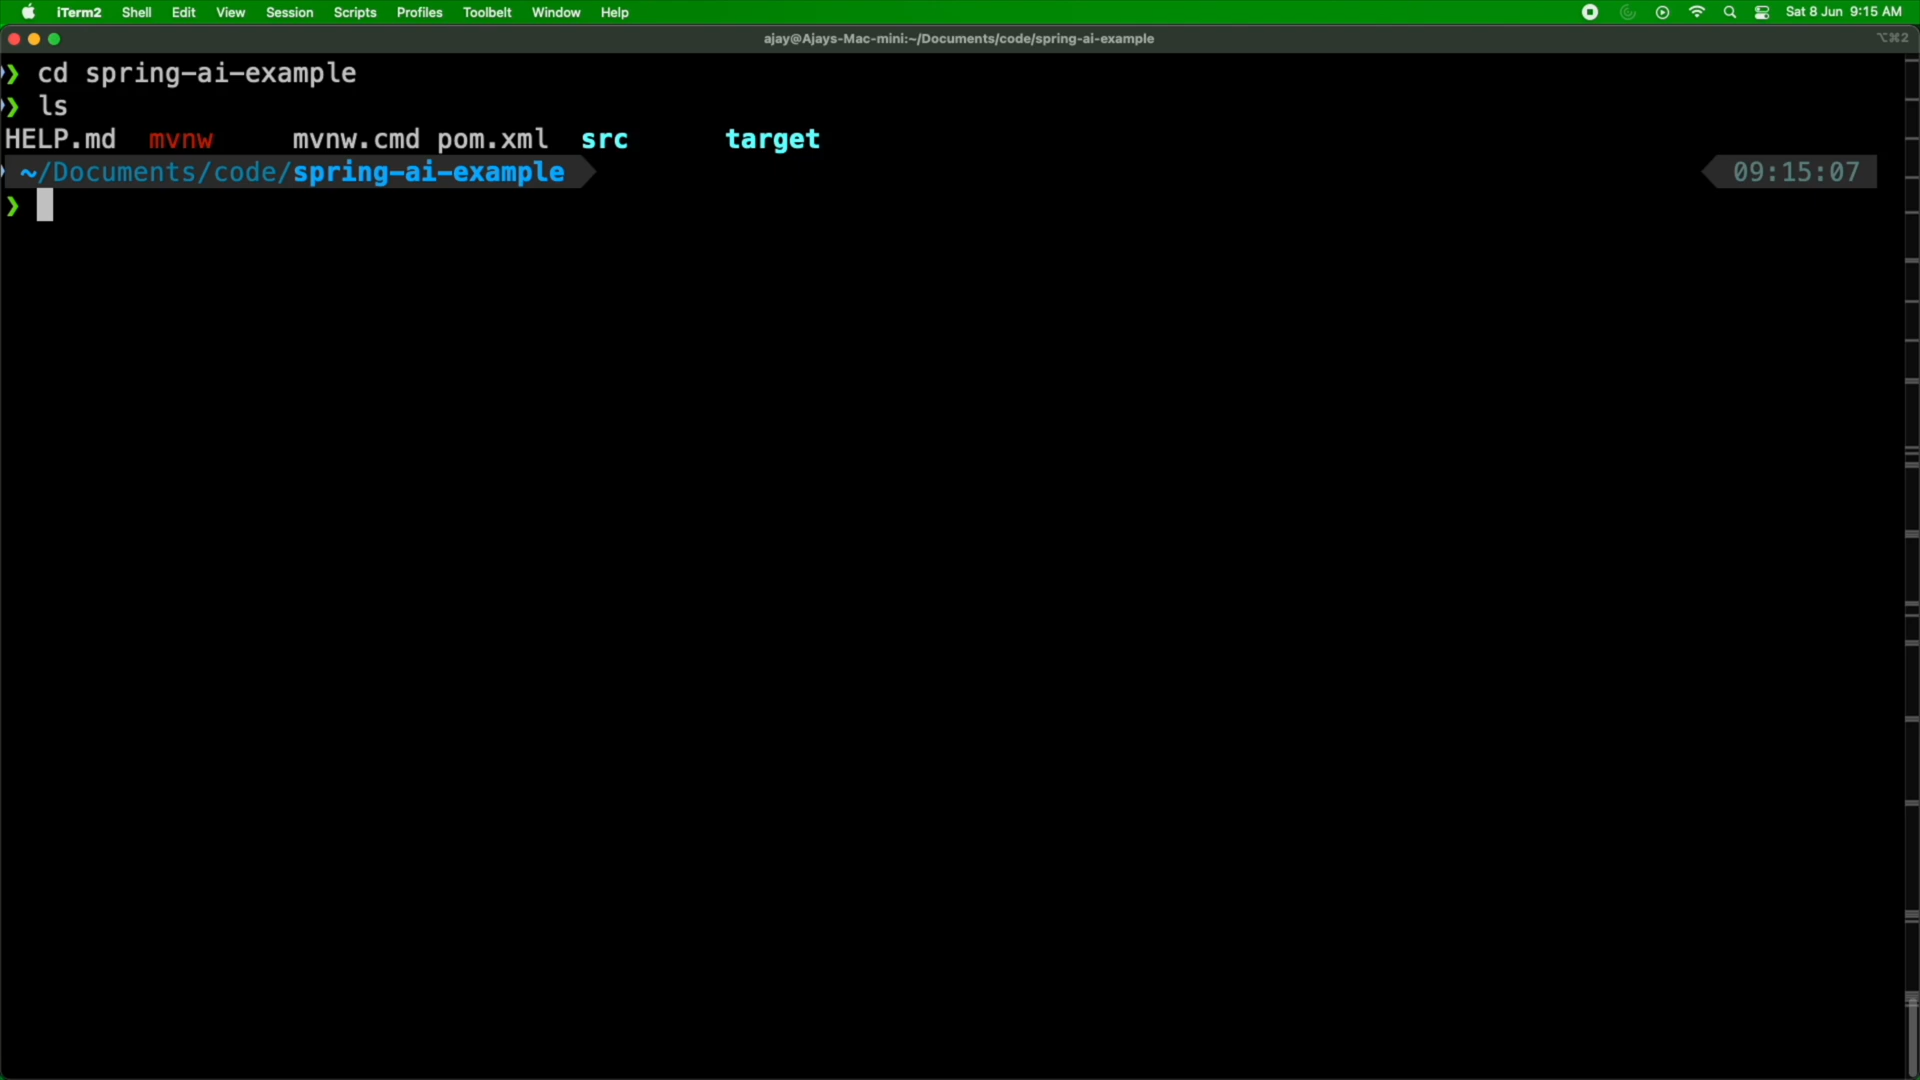 iTerm2 Shell Edit View Session Scripts Profiles Toolbelt Window Help Sat 8 Jun 9:15 AM
ajay@Ajays-Mac-mini:~/Documents/code/spring-ai-example ⌥⌘2
❯ cd spring-ai-example
❯ ls
HELP.md mvnw mvnw.cmd pom.xml src target
~/Documents/code/spring-ai-example 09:15:07
❯